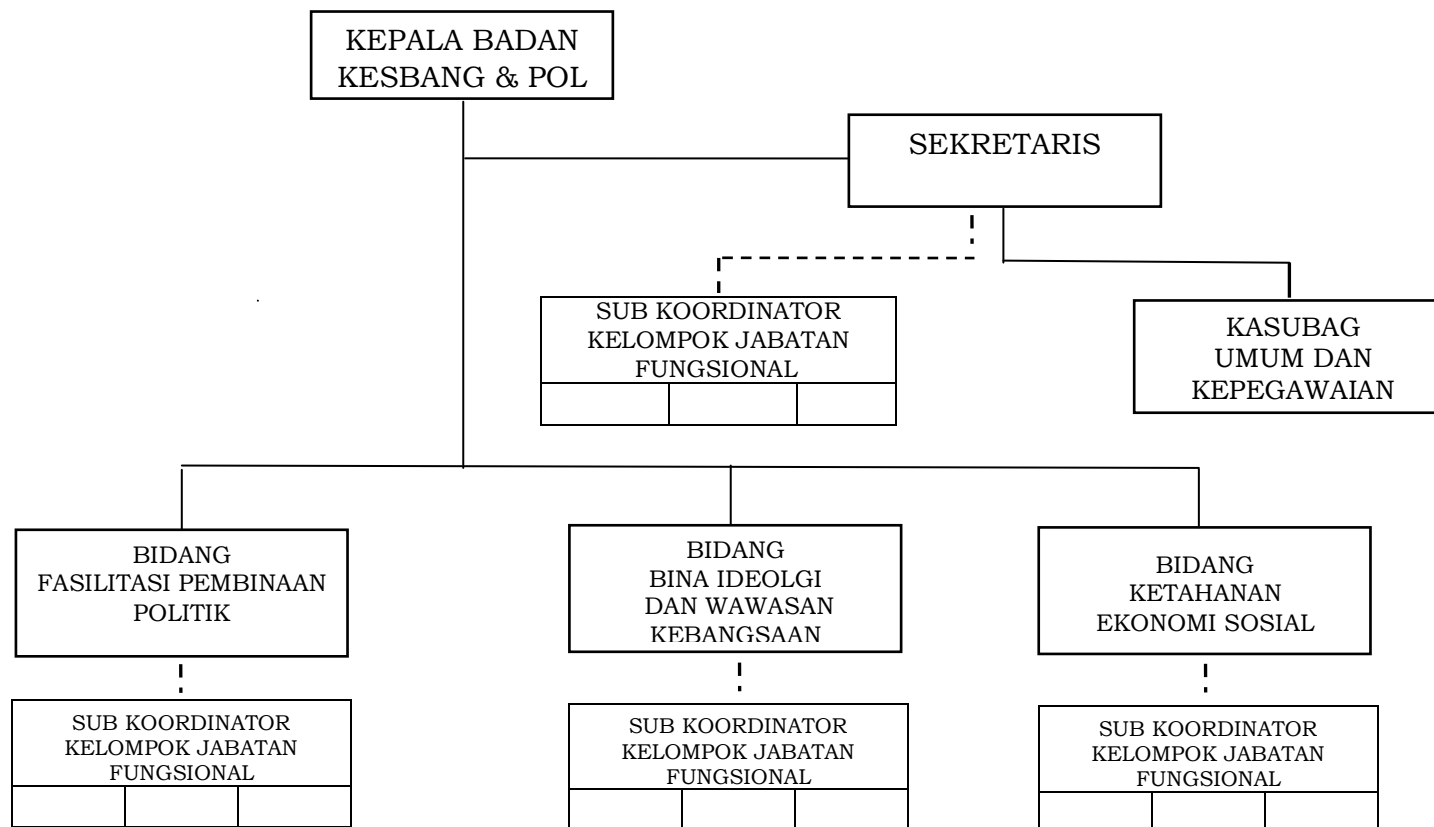 KEPALA BADAN
KESBANG & POL
SEKRETARIS
SUB KOORDINATOR
KELOMPOK JABATAN
FUNGSIONAL
KASUBAG
UMUM DAN
KEPEGAWAIAN
BIDANG
FASILITASI PEMBINAAN
POLITIK
BIDANG
BINA IDEOLGI
DAN WAWASAN
KEBANGSAAN
BIDANG
KETAHANAN
EKONOMI SOSIAL
SUB KOORDINATOR
KELOMPOK JABATAN
FUNGSIONAL
SUB KOORDINATOR
KELOMPOK JABATAN
FUNGSIONAL
SUB KOORDINATOR
KELOMPOK JABATAN
FUNGSIONAL